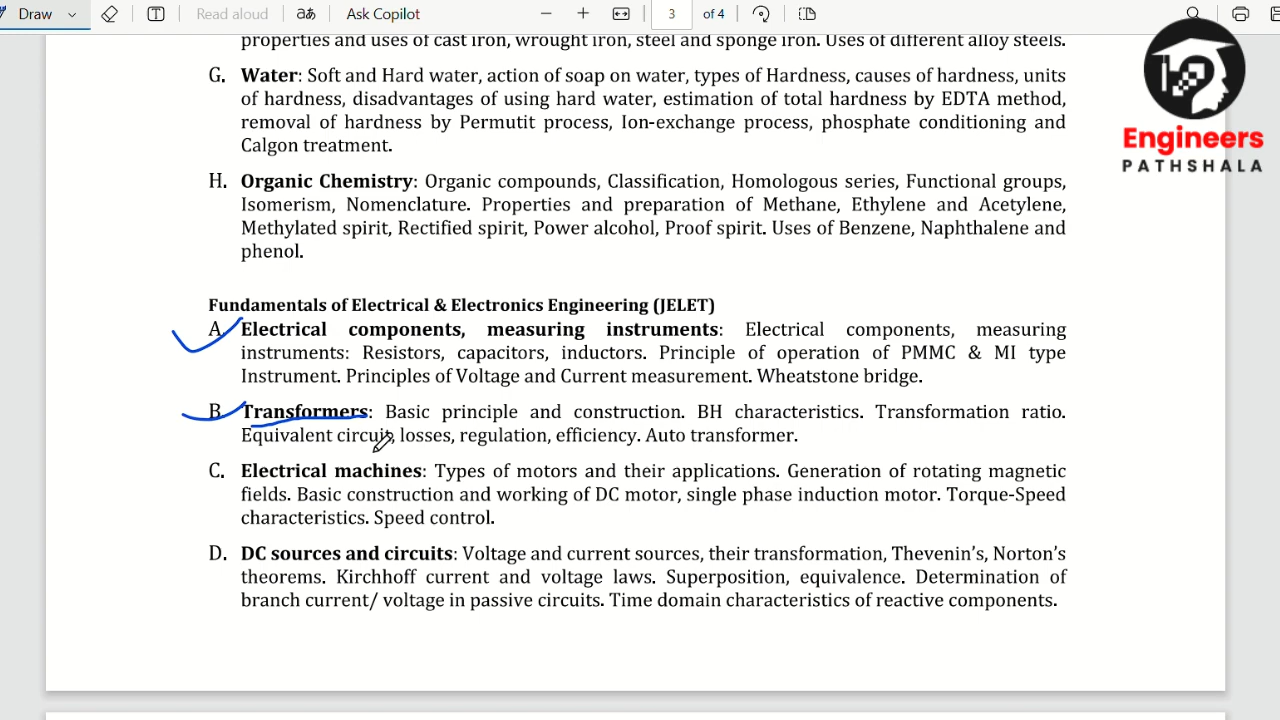 Draw
Read aloud
aあ
Ask Copilot
3
of 4
properties and uses of cast iron, wrought iron, steel and sponge iron. Uses of different alloy steels.
G. Water: Soft and Hard water, action of soap on water, types of Hardness, causes of hardness, units
of hardness, disadvantages of using hard water, estimation of total hardness by EDTA method,
removal of hardness by Permutit process, Ion-exchange process, phosphate conditioning and
Calgon treatment.
H. Organic Chemistry: Organic compounds, Classification, Homologous series, Functional groups,
Isomerism, Nomenclature. Properties and preparation of Methane, Ethylene and Acetylene,
Methylated spirit, Rectified spirit, Power alcohol, Proof spirit. Uses of Benzene, Naphthalene and
phenol.
Engineers
PATHSHALA
Fundamentals of Electrical & Electronics Engineering (JELET)
A. Electrical components, measuring instruments: Electrical components, measuring
instruments: Resistors, capacitors, inductors. Principle of operation of PMMC & MI type
Instrument. Principles of Voltage and Current measurement. Wheatstone bridge.
B. Transformers: Basic principle and construction. BH characteristics. Transformation ratio.
Equivalent circuit, losses, regulation, efficiency. Auto transformer.
C. Electrical machines: Types of motors and their applications. Generation of rotating magnetic
fields. Basic construction and working of DC motor, single phase induction motor. Torque-Speed
characteristics. Speed control.
D. DC sources and circuits: Voltage and current sources, their transformation, Thevenin's, Norton's
theorems. Kirchhoff current and voltage laws. Superposition, equivalence. Determination of
branch current/ voltage in passive circuits. Time domain characteristics of reactive components.